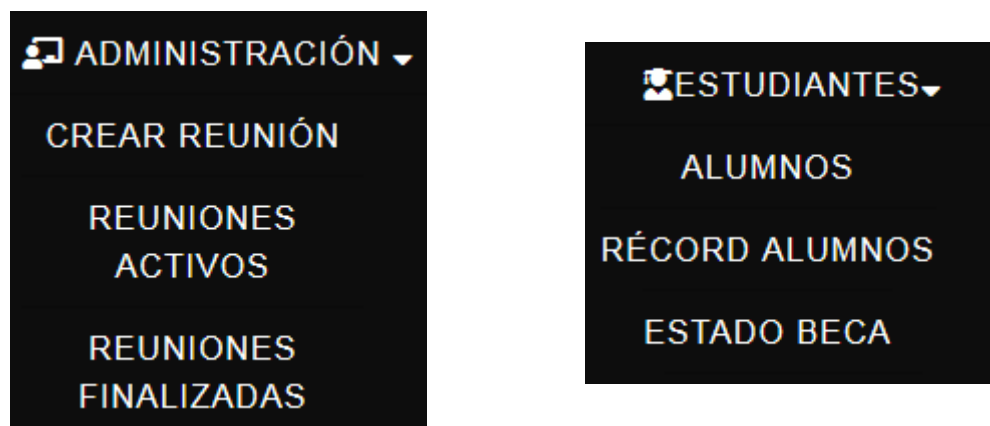 ADMINISTRACIÓN
CREAR REUNIÓN
REUNIONES
ACTIVOS
REUNIONES
FINALIZADAS
ESTUDIANTES
ALUMNOS
RÉCORD ALUMNOS
ESTADO BECA